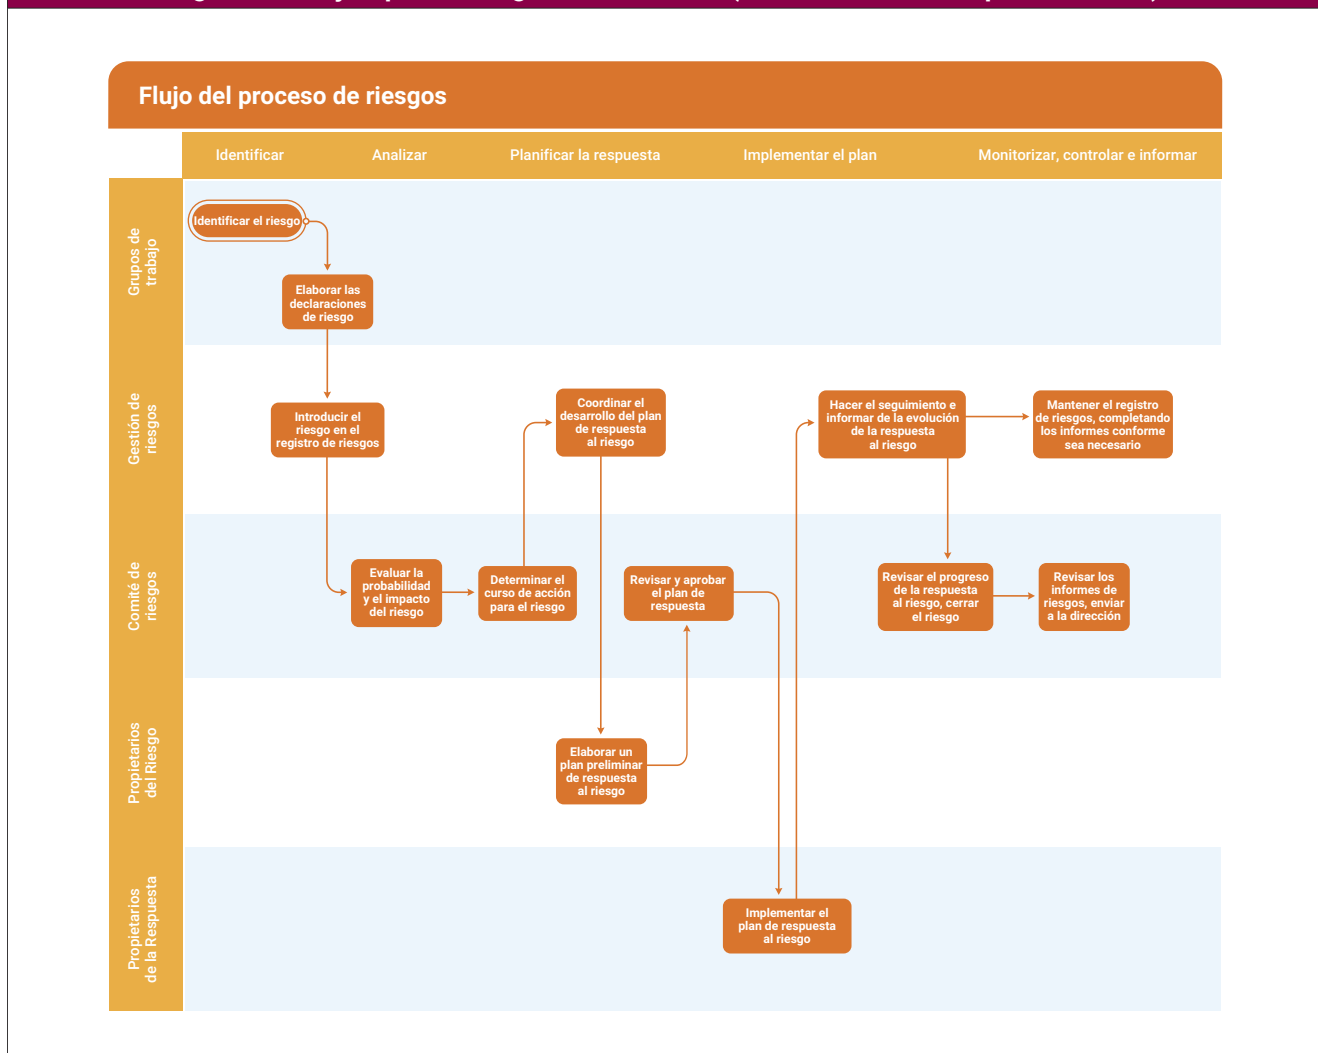 Flujo del proceso de riesgos
Identificar
Analizar
Planificar la respuesta
Implementar el plan
Monitorizar, controlar e informar
Grupos de
trabajo
Identificar el riesgo
Elaborar las
declaraciones
de riesgo
Gestión de
riesgos
Introducir el
riesgo en el
registro de riesgos
Coordinar el
desarrollo del plan
de respuesta
al riesgo
Hacer el seguimiento e
informar de la evolución
de la respuesta
al riesgo
Mantener el registro
de riesgos, completando
los informes conforme
sea necesario
Comité de
riesgos
Evaluar la
probabilidad
y el impacto
del riesgo
Determinar el
curso de acción
para el riesgo
Revisar y aprobar
el plan de
respuesta
Revisar el progreso
de la respuesta
al riesgo, cerrar
el riesgo
Revisar los
informes de
riesgos, enviar
a la dirección
Propietarios
del Riesgo
Elaborar un
plan preliminar
de respuesta
al riesgo
Propietarios
de la Respuesta
Implementar el
plan de respuesta
al riesgo